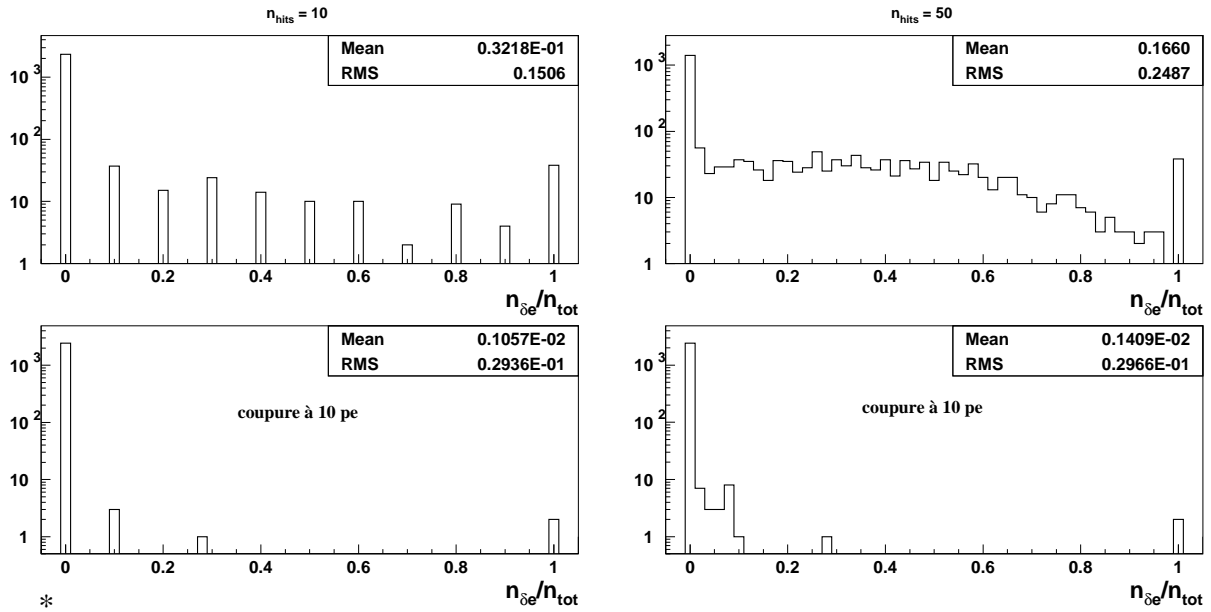 n_hits = 10
Mean 0.3218E-01
RMS 0.1506
10^3
10^2
10
1
0 0.2 0.4 0.6 0.8 1
n_δe/n_tot
n_hits = 50
Mean 0.1660
RMS 0.2487
10^3
10^2
10
1
0 0.2 0.4 0.6 0.8 1
n_δe/n_tot
Mean 0.1057E-02
RMS 0.2936E-01
coupure à 10 pe
10^3
10^2
10
1
0 0.2 0.4 0.6 0.8 1
n_δe/n_tot
Mean 0.1409E-02
RMS 0.2966E-01
coupure à 10 pe
10^3
10^2
10
1
0 0.2 0.4 0.6 0.8 1
n_δe/n_tot
*